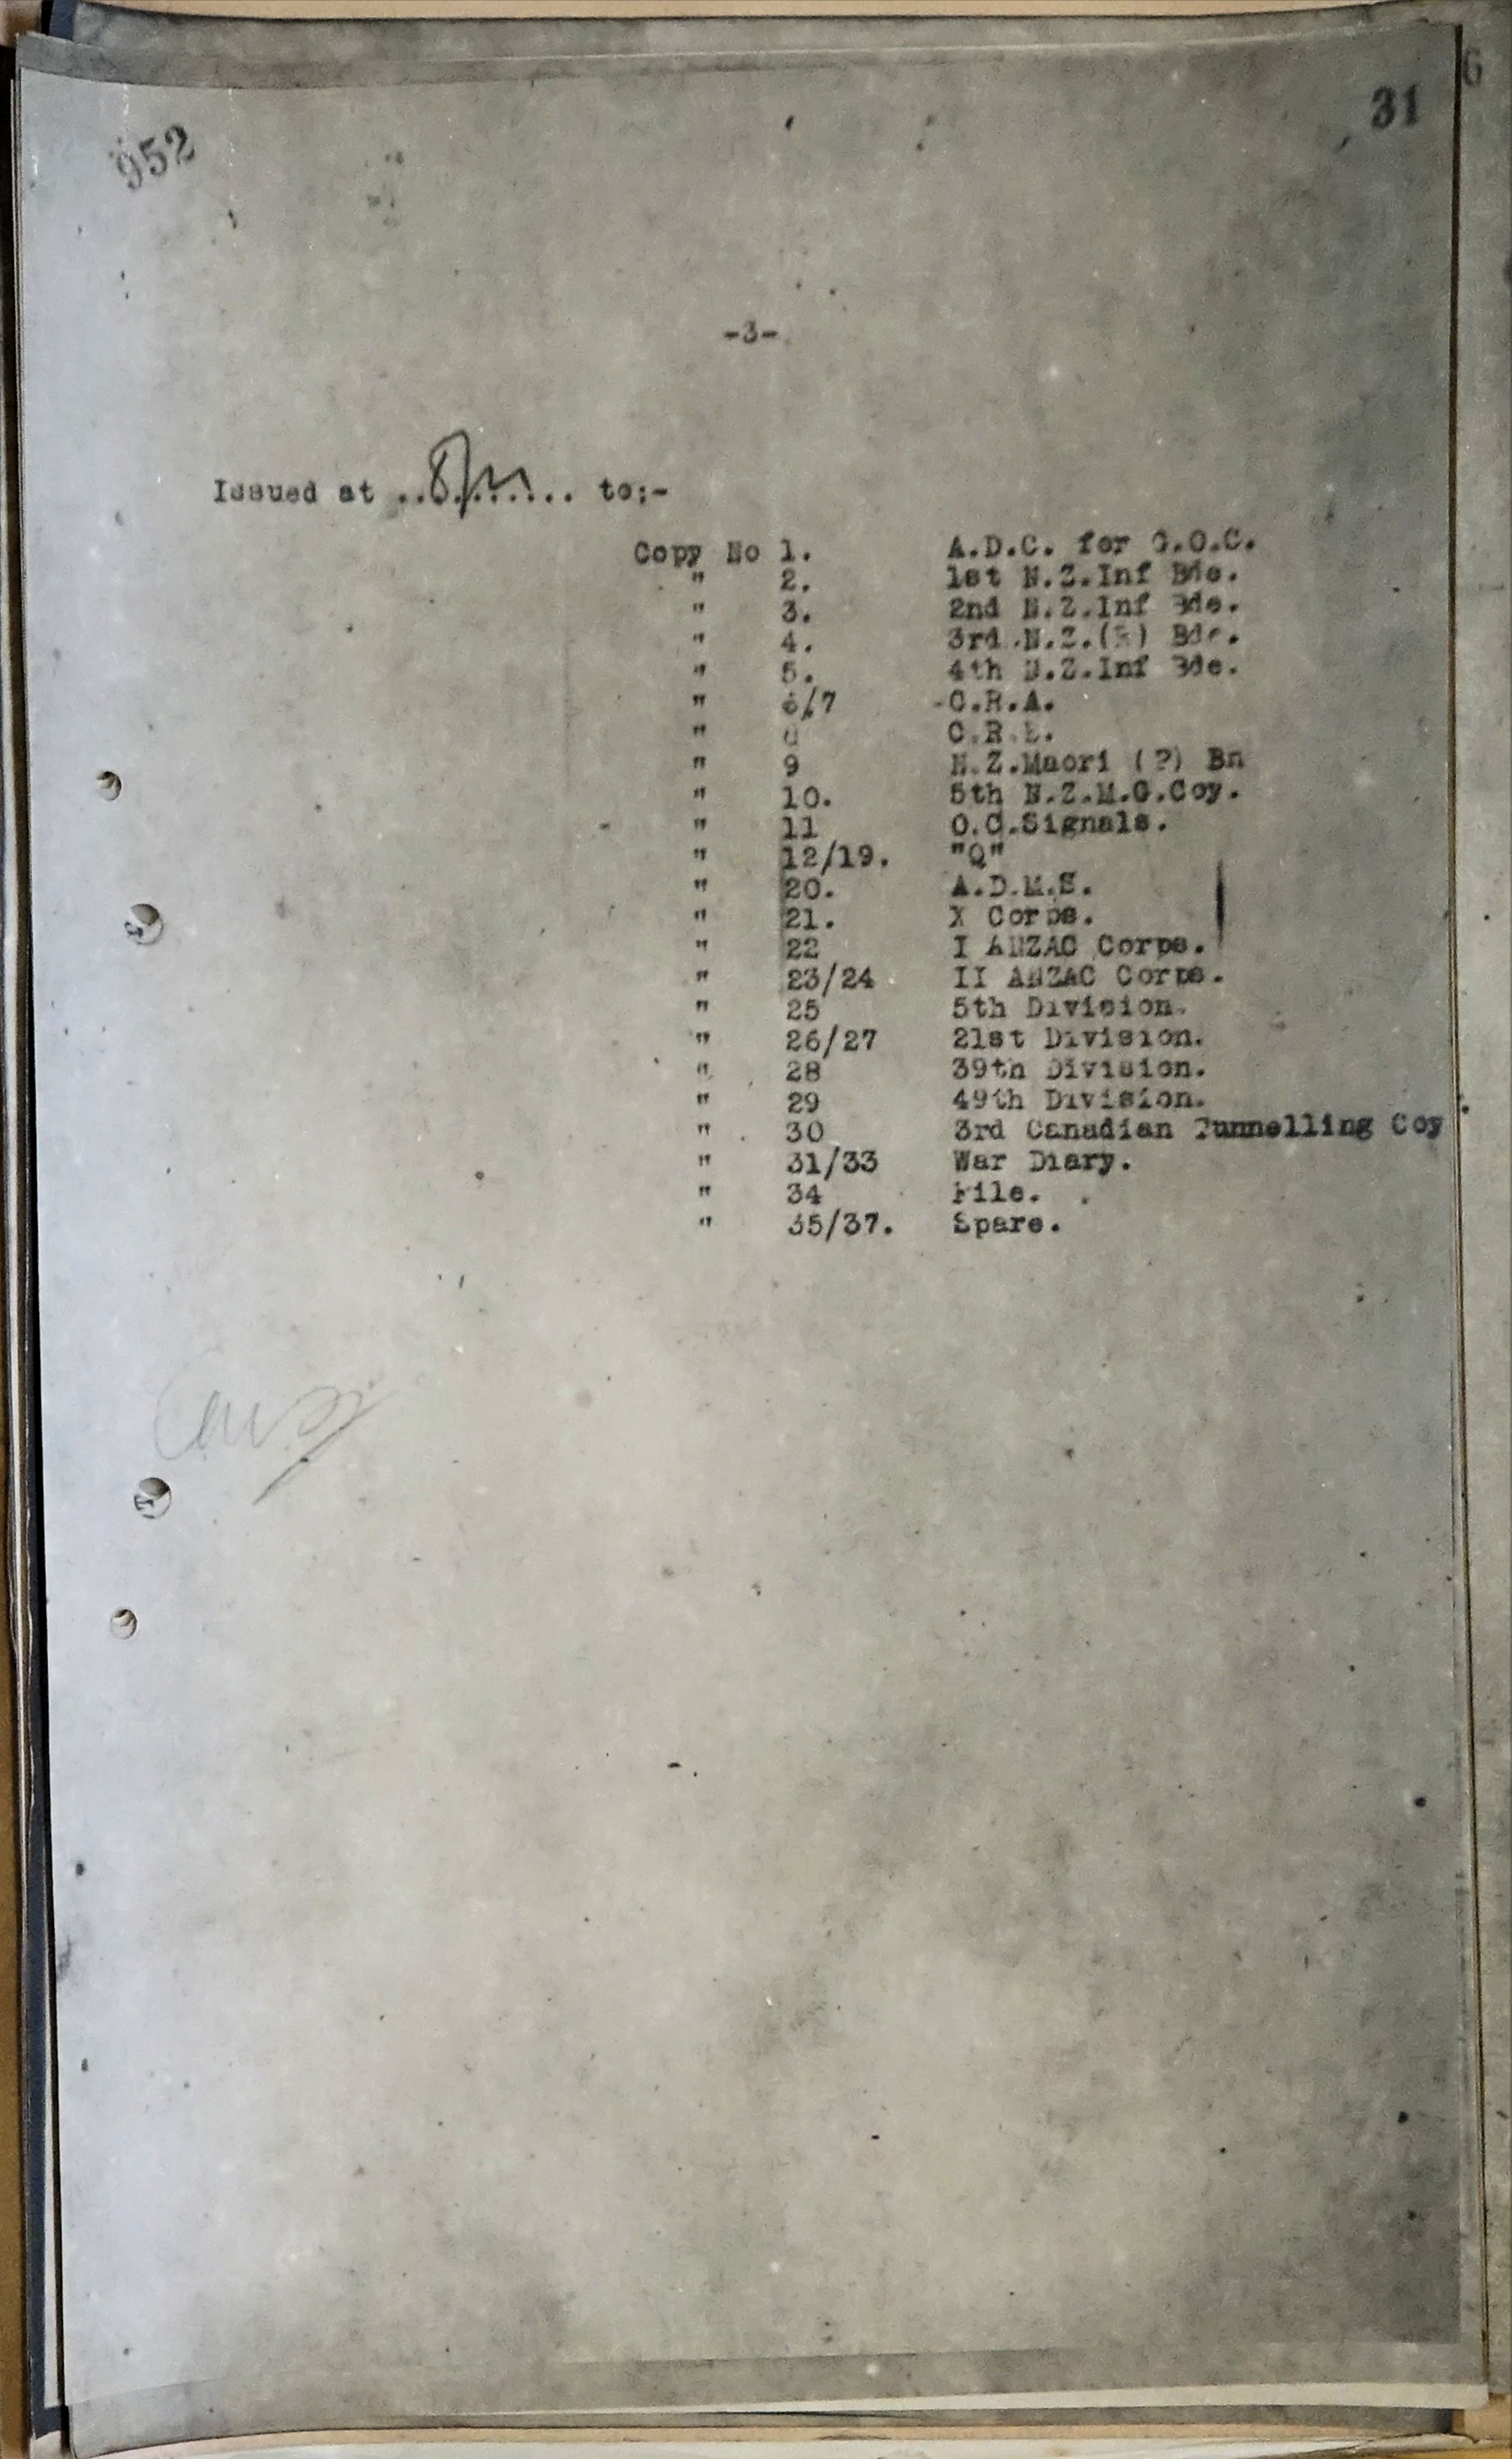 952
31
-3-
Issued at ..8pm...... to:-
Copy No 1. A.D.C. for G.O.C.
" 2. 1st N.Z.Inf Bde.
" 3. 2nd N.Z.Inf Bde.
" 4. 3rd.N.Z.(R) Bde.
" 5. 4th N.Z.Inf Bde.
" 6/7 -C.R.A.
" 8 C.R.E.
" 9 N.Z.Maori (P) Bn
" 10. 5th N.Z.M.G.Coy.
" 11 O.C.Signals.
" 12/19. "Q"
" 20. A.D.M.S.
" 21. X Corps.
" 22 I ANZAC Corps.
" 23/24 II ANZAC Corps.
" 25 5th Division.
" 26/27 21st Division.
" 28 39th Division.
" 29 49th Division.
" 30 3rd Canadian Tunnelling Coy
" 31/33 War Diary.
" 34 File.
" 35/37. Spare.